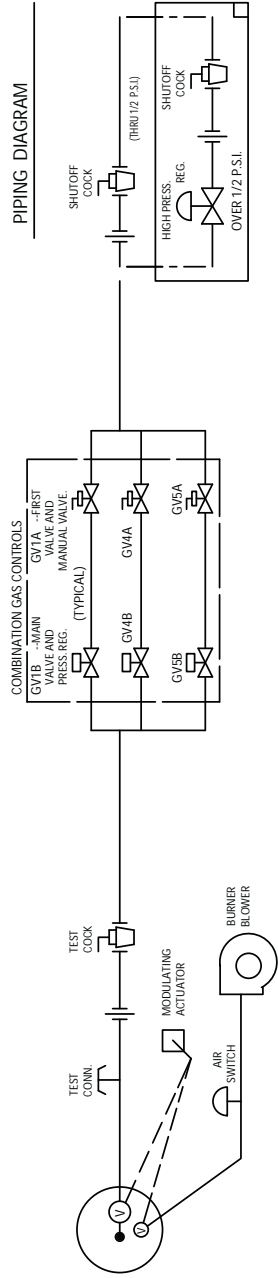 PIPING DIAGRAM
SHUTOFF
COCK
(THRU 1/2 P.S.I.)
HIGH PRESS.
REG.
SHUTOFF
COCK
OVER 1/2 P.S.I.
COMBINATION GAS CONTROLS
GV1B --MAIN
VALVE AND
PRESS. REG.
GV1A --FIRST
VALVE AND
MANUAL VALVE.
(TYPICAL)
GV4B
GV4A
GV5B
GV5A
TEST
CONN.
TEST
COCK
MODULATING
ACTUATOR
AIR
SWITCH
BURNER
BLOWER
V
V